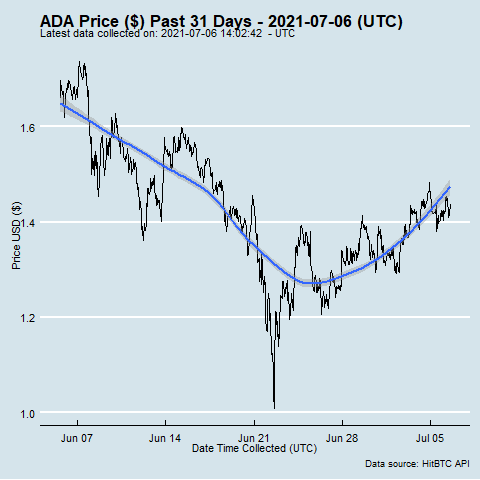 ADA Price ($) Past 31 Days - 2021-07-06 (UTC)
Latest data collected on: 2021-07-06 14:02:42  - UTC
Price USD ($)
1.6
1.4
1.2
1.0
Jun 07 Jun 14 Jun 21 Jun 28 Jul 05
Date Time Collected (UTC)
Data source: HitBTC API